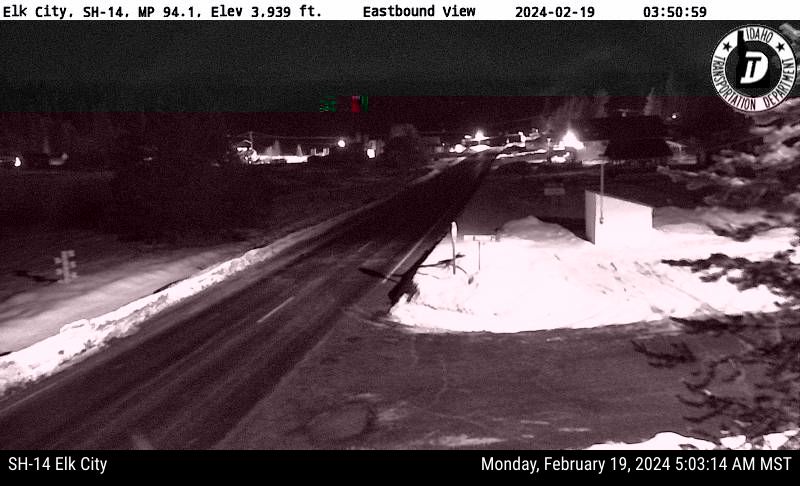 Elk City, SH-14, MP 94.1, Elev 3,939 ft. Eastbound View 2024-02-19 03:50:59
IDAHO
TRANSPORTATION DEPARTMENT
SH-14 Elk City Monday, February 19, 2024 5:03:14 AM MST